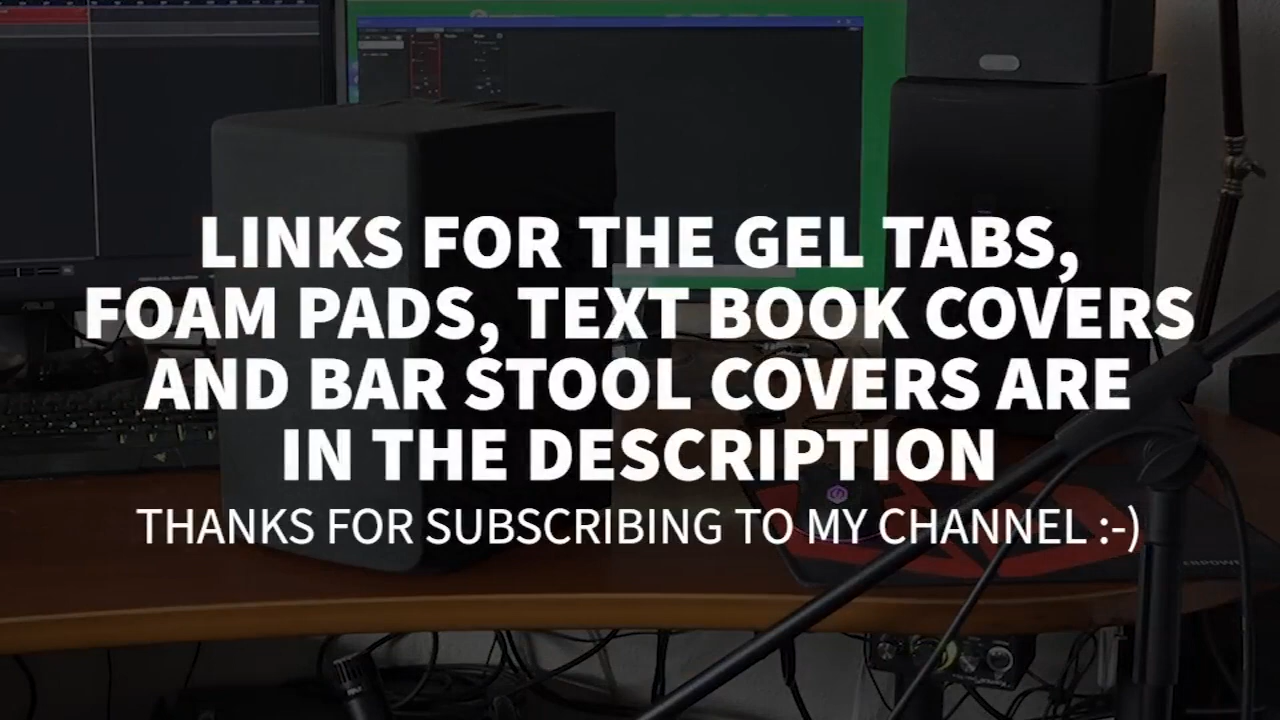 LINKS FOR THE GEL TABS,
FOAM PADS, TEXT BOOK COVERS
AND BAR STOOL COVERS ARE
IN THE DESCRIPTION
THANKS FOR SUBSCRIBING TO MY CHANNEL :-)
ASUS